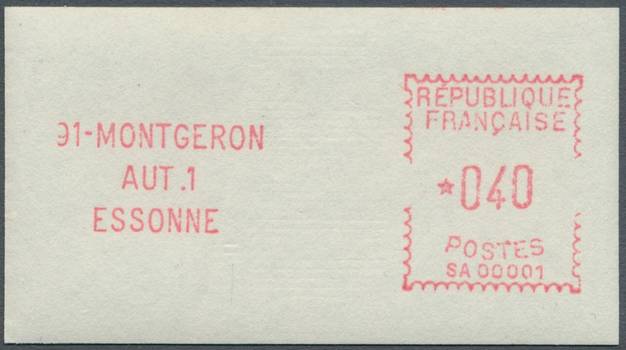 91-MONTGERON
AUT.1
ESSONNE
RÉPUBLIQUE
FRANÇAISE
*040
POSTES
SA 00001